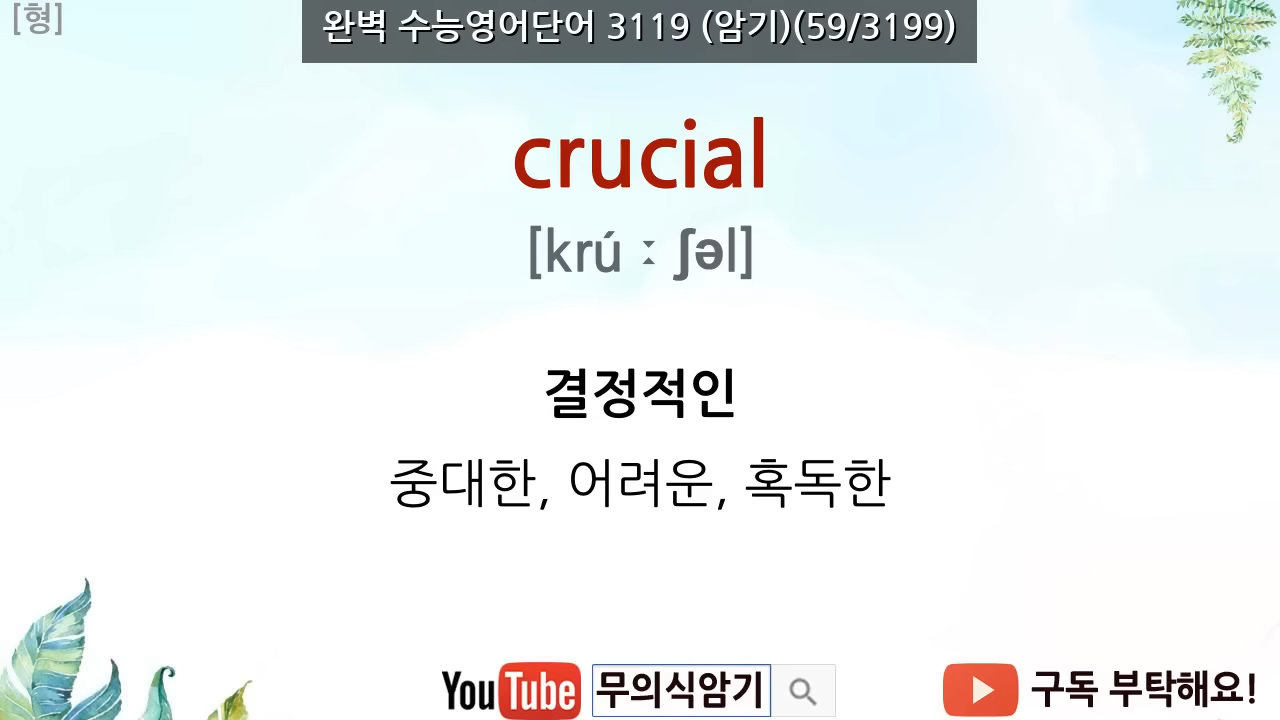 [형]
완벽 수능영어단어 3119 (암기)(59/3199)
crucial
[krúːʃəl]
결정적인
중대한, 어려운, 혹독한
YouTube 무의식암기
구독 부탁해요!